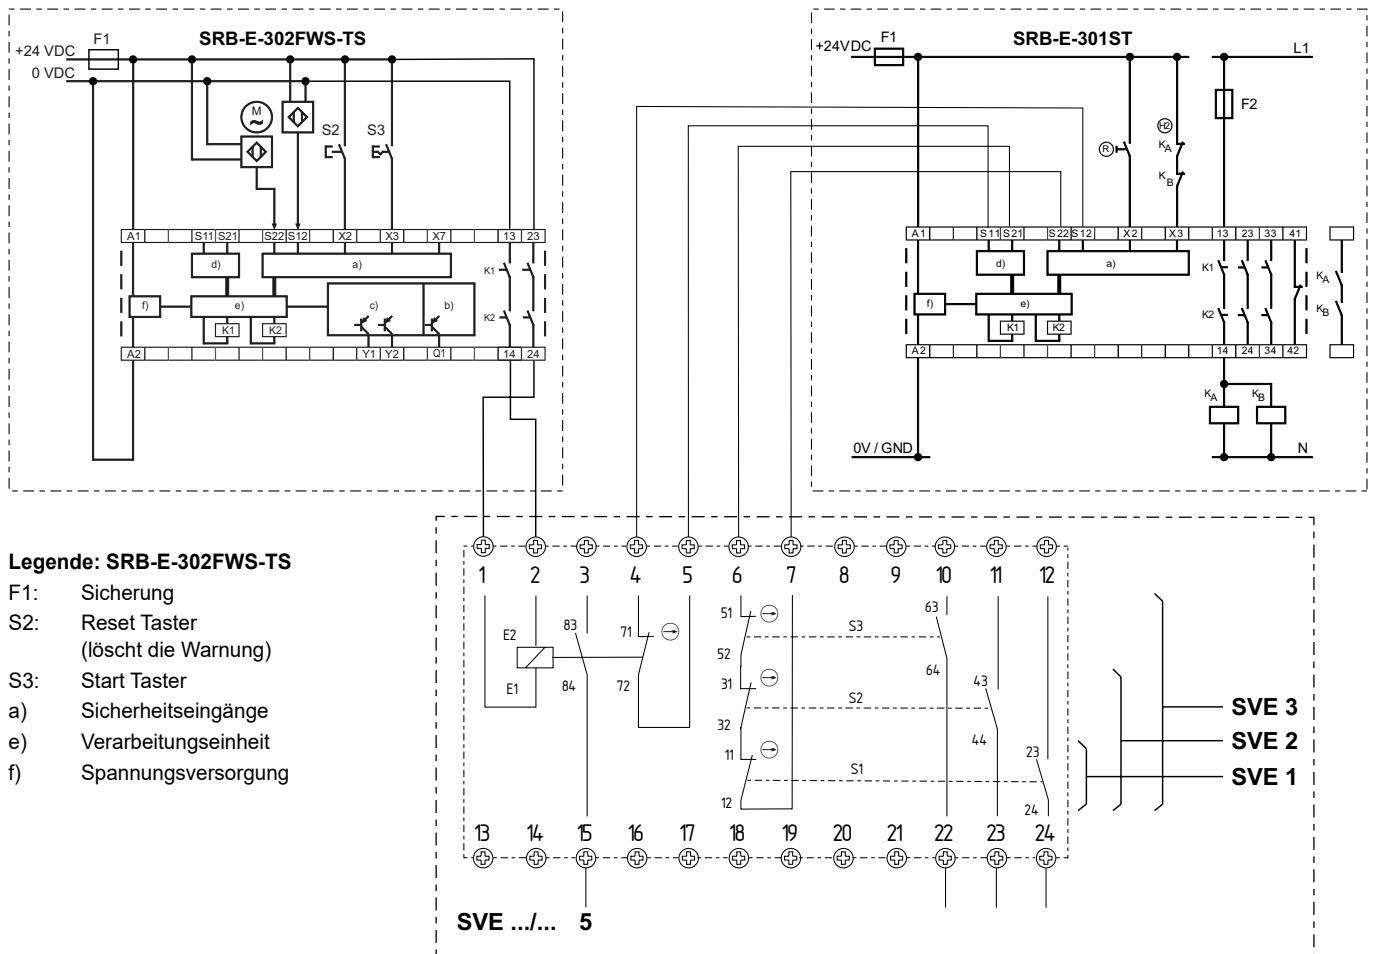 SRB-E-302FWS-TS
+24 VDC F1
0 VDC
M
~
S2 S3
A1 S11 S21 S22 S12 X2 X3 X7 13 23
d) a)
K1
f) e) c) b)
K2
K1 K2
A2 Y1 Y2 Q1 14 24
SRB-E-301ST
+24VDC F1
L1
F2
H2
R
KA
KB
A1 S11 S21 S22 S12 X2 X3 13 23 33 41
d) a)
K1
KA
f) e)
K2
KB
K1 K2
A2 14 24 34 42
KA KB
0V / GND
N
Legende: SRB-E-302FWS-TS
F1: Sicherung
S2: Reset Taster
(löscht die Warnung)
S3: Start Taster
a) Sicherheitseingänge
e) Verarbeitungseinheit
f) Spannungsversorgung
1 2 3 4 5 6 7 8 9 10 11 12
51 63
83
71
E2
S3
52
64
31
43
E1 84 72
S2
32
44
11
23
S1
12
24
SVE 3
SVE 2
SVE 1
13 14 15 16 17 18 19 20 21 22 23 24
SVE .../... 5